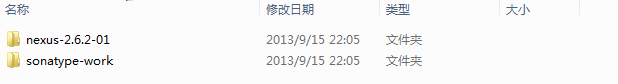 名称 修改日期 类型 大小
nexus-2.6.2-01 2013/9/15 22:05 文件夹
sonatype-work 2013/9/15 22:05 文件夹